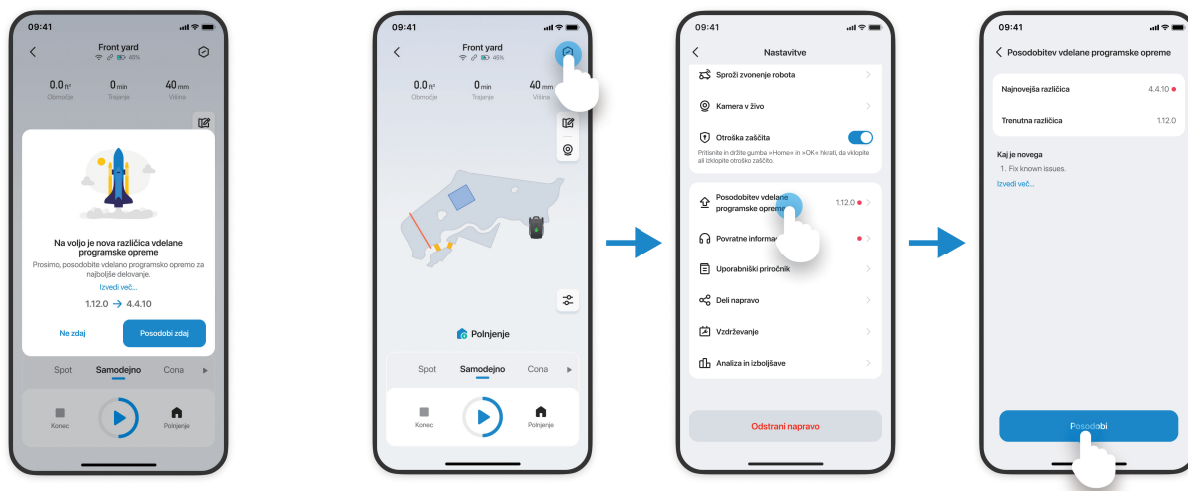 09:41
Front yard
46%
0.0 ft²
0 min
40 mm
Območje
Trajanje
Višina
Na voljo je nova različica vdelane
programske opreme
Prosimo, posodobite vdelano programsko opremo za
najboljše delovanje.
Izvedi več...
1.12.0 → 4.4.10
Ne zdaj
Posodobi zdaj
Spot
Samodejno
Cona
Konec
Polnjenje
09:41
Front yard
46%
0.0 ft²
0 min
40 mm
Območje
Trajanje
Višina
Polnjenje
Spot
Samodejno
Cona
Konec
Polnjenje
09:41
Nastavitve
Sproži zvonenje robota
Kamera v živo
Otroška zaščita
Pritisnite in držite gumba »Home« in »OK« hkrati, da vklopite
ali izklopite otroško zaščito.
Posodobitev vdelane
programske opreme
1.12.0
Povratne informac
Uporabniški priročnik
Deli napravo
Vzdrževanje
Analiza in izboljšave
Odstrani napravo
09:41
Posodobitev vdelane programske opreme
Najnovejša različica
4.4.10
Trenutna različica
1.12.0
Kaj je novega
1. Fix known issues.
Izvedi več...
Posodobi